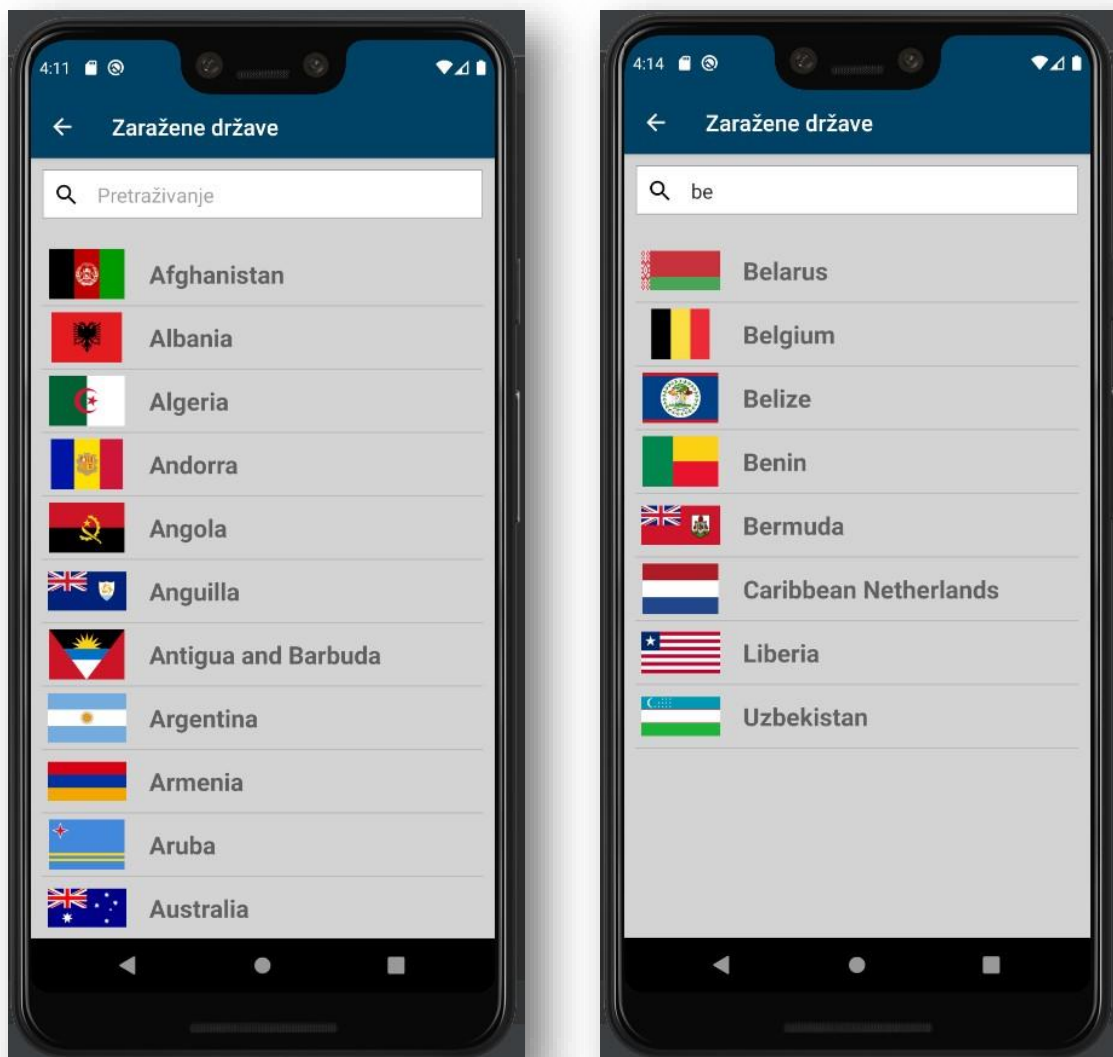 4:11
Zaražene države
Pretraživanje
Afghanistan
Albania
Algeria
Andorra
Angola
Anguilla
Antigua and Barbuda
Argentina
Armenia
Aruba
Australia
4:14
Zaražene države
be
Belarus
Belgium
Belize
Benin
Bermuda
Caribbean Netherlands
Liberia
Uzbekistan